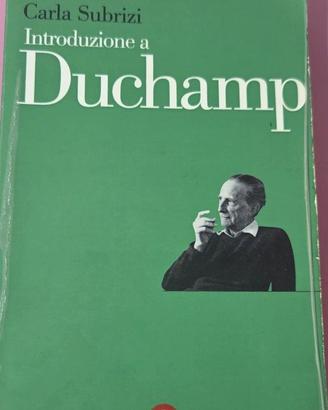 Carla Subrizi
Introduzione a
Duchamp